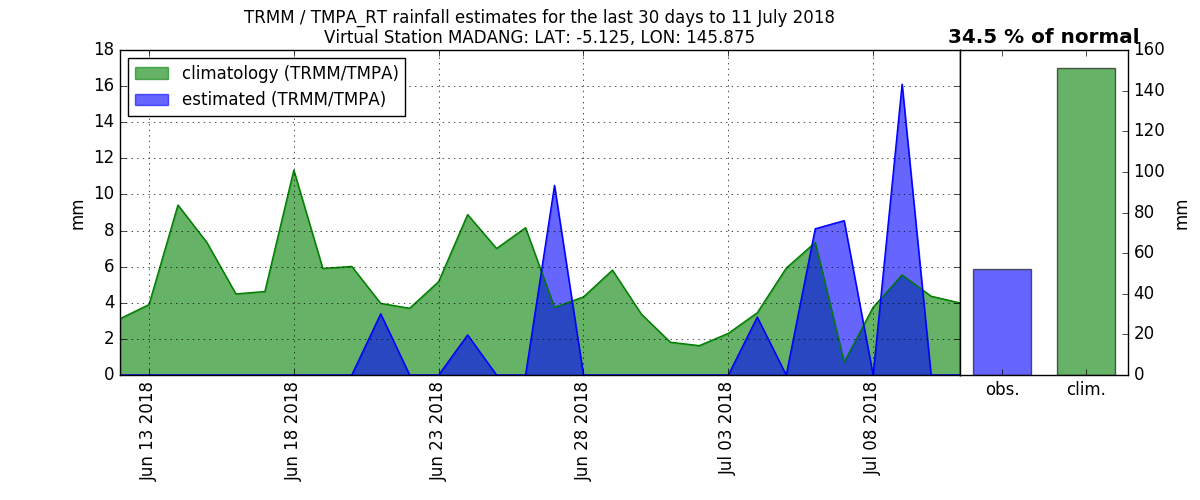 TRMM / TMPA_RT rainfall estimates for the last 30 days to 11 July 2018
Virtual Station MADANG: LAT: -5.125, LON: 145.875
34.5 % of normal
climatology (TRMM/TMPA)
estimated (TRMM/TMPA)
mm
18
16
14
12
10
8
6
4
2
0
Jun 13 2018
Jun 18 2018
Jun 23 2018
Jun 28 2018
Jul 03 2018
Jul 08 2018
obs.
clim.
160
140
120
100
80
60
40
20
0
mm